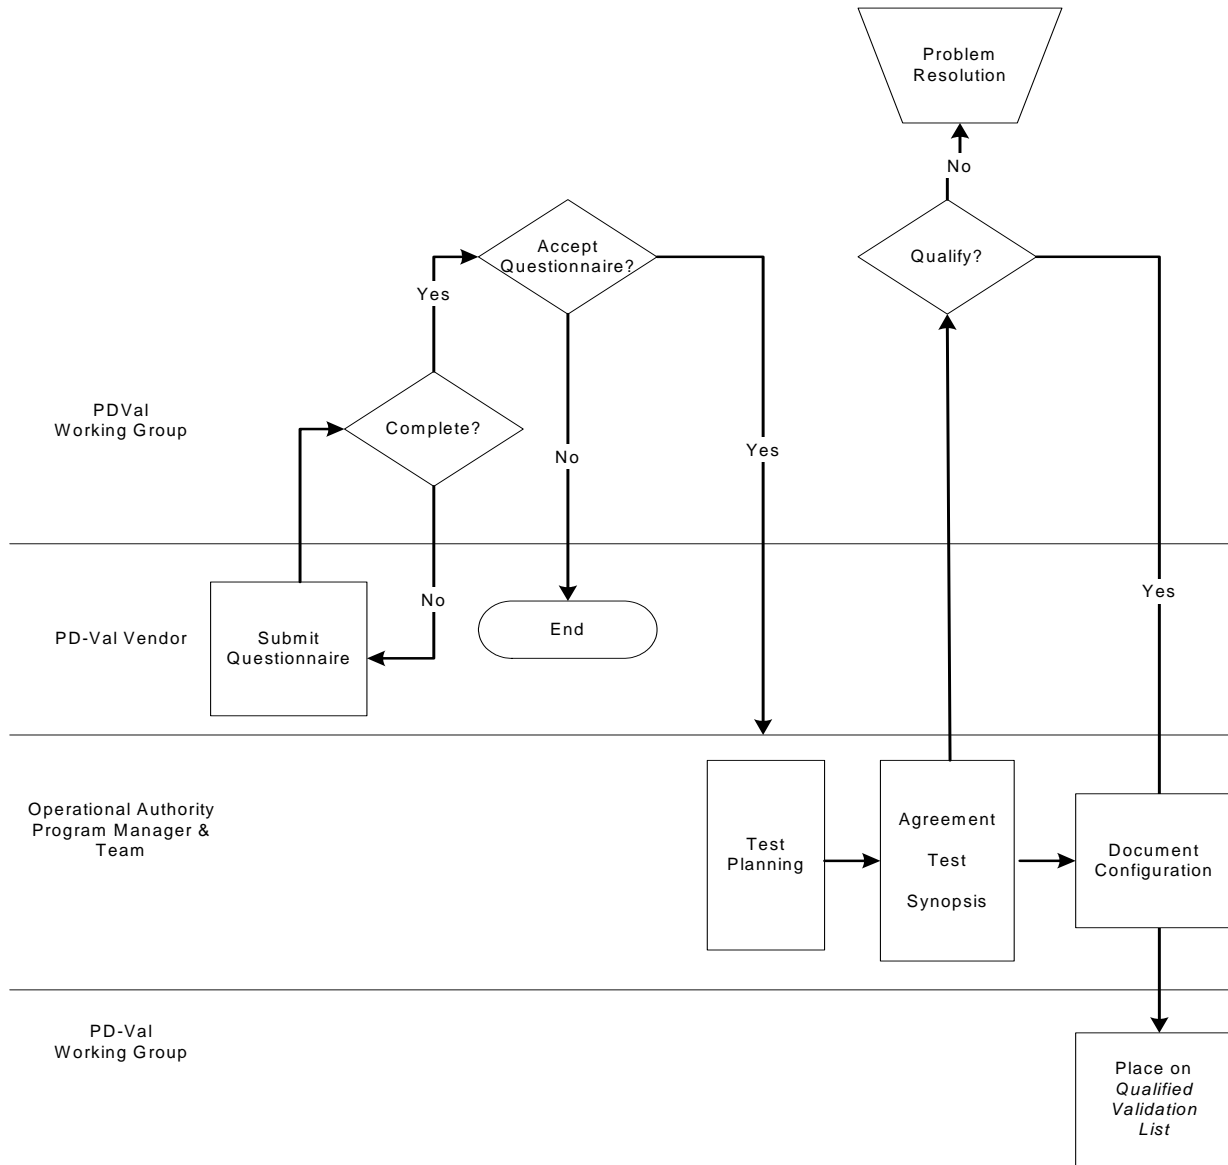 Problem
Resolution
No
Accept
Questionnaire?
Qualify?
Yes
PDVal
Working Group
Complete?
No
Yes
Yes
No
PD-Val Vendor
Submit
Questionnaire
End
Operational Authority
Program Manager &
Team
Test
Planning
Agreement
Test
Synopsis
Document
Configuration
PD-Val
Working Group
Place on
Qualified
Validation
List